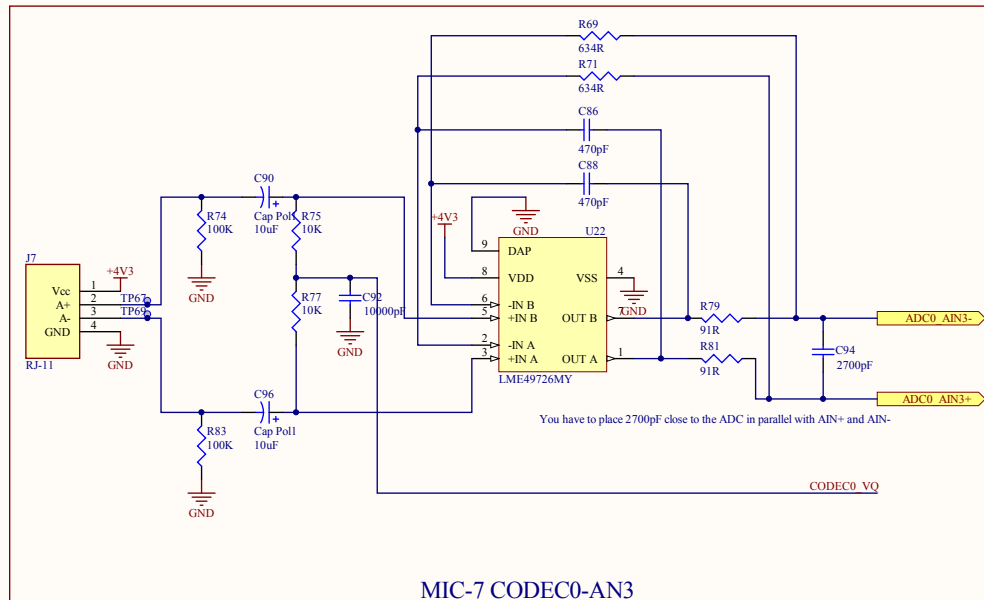 R69
634R
R71
634R
C86
470pF
C88
470pF
C90
Cap Pol1
10uF
R74
100K
R75
10K
+4V3
GND
U22
9 DAP
8 VDD
VSS 4
GND
6 -IN B
5 +IN B
OUT B 7
2 -IN A
3 +IN A
OUT A 1
LME49726MY
J7
+4V3
Vcc 1
A+ 2
A- 3
GND 4
RJ-11
TP67
TP69
GND
GND
R77
10K
C92
10000pF
GND
R79
91R
R81
91R
ADC0_AIN3-
C94
2700pF
ADC0_AIN3+
C96
Cap Pol1
10uF
R83
100K
GND
You have to place 2700pF close to the ADC in parallel with AIN+ and AIN-
CODEC0_VQ
MIC-7 CODEC0-AN3